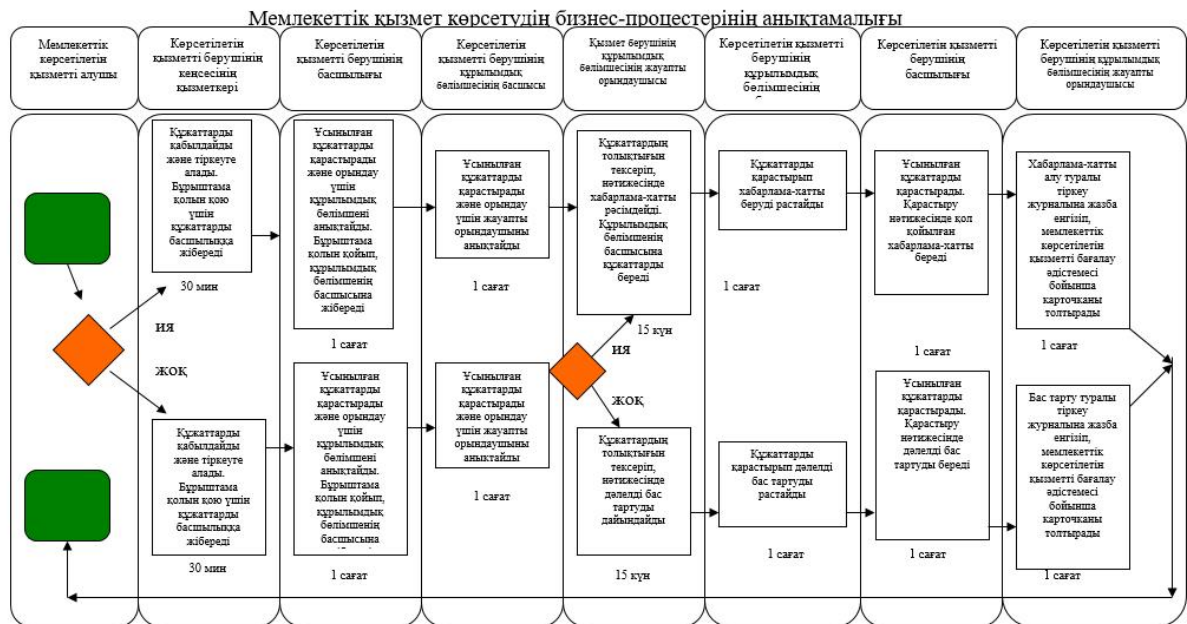 Мемлекеттік қызмет көрсетудің бизнес-процестерінің анықтамалығы
Мемлекеттік
көрсетілетін
қызметті алушы
Көрсетілетін
қызметті берушінің
кеңсесінің
қызметкері
Көрсетілетін
қызметті берушінің
басшылығы
Көрсетілетін
қызметті берушінің
құрылымдық
бөлімшесінің басшысы
Қызмет берушінің
құрылымдық
бөлімшесінің жауапты
орындаушысы
Көрсетілетін қызметті
берушінің
құрылымдық
бөлімшесінің
Көрсетілетін қызметті
берушінің
басшылығы
Көрсетілетін қызметті
берушінің құрылымдық
бөлімшесінің жауапты
орындаушысы
Құжаттарды
қабылдайды
және тіркеуге
алады.
Бұрыштама
қолын қою
үшін
құжаттарды
басшылыққа
жібереді
30 мин
Ұсынылған
құжаттарды
қарастырады
және орындау
үшін
құрылымдық
бөлімшені
анықтайды.
Бұрыштама
қолын қойып,
құрылымдық
бөлімшенің
басшысына
жібереді
1 сағат
Ұсынылған
құжаттарды
қарастырады
және орындау
үшін жауапты
орындаушыны
анықтайды
1 сағат
Құжаттардың
толықтығын
тексеріп,
нәтижесінде
хабарлама-хатты
рәсімдейді.
Құрылымдық
бөлімшенің
басшысына
құжаттарды
береді
15 күн
Құжаттарды
қарастырып
хабарлама-хатты
беруді растайды
1 сағат
Ұсынылған
құжаттарды
қарастырады.
Қарастыру
нәтижесінде қол
қойылған
хабарлама-хатты
береді
1 сағат
Хабарлама-хатты
алу туралы
тіркеу
журналына жазба
енгізіп,
мемлекеттік
көрсетілетін
қызметті бағалау
әдістемесі
бойынша
карточканы
толтырады
1 сағат
ИЯ
ЖОҚ
Құжаттарды
қабылдайды
және тіркеуге
алады.
Бұрыштама
қолын қою үшін
құжаттарды
басшылыққа
жібереді
30 мин
Ұсынылған
құжаттарды
қарастырады
және орындау
үшін
құрылымдық
бөлімшені
анықтайды.
Бұрыштама
қолын қойып,
құрылымдық
бөлімшенің
басшысына
1 сағат
Ұсынылған
құжаттарды
қарастырады
және орындау
үшін жауапты
орындаушыны
анықтайды
1 сағат
ИЯ
ЖОҚ
Құжаттардың
толықтығын
тексеріп,
нәтижесінде
дәлелді бас
тартуды
дайындайды
15 күн
Құжаттарды
қарастырып дәлелді
бас тартуды
растайды
1 сағат
Ұсынылған
құжаттарды
қарастырады.
Қарастыру
нәтижесінде
дәлелді бас
тартуды береді
1 сағат
Бас тарту туралы
тіркеу
журналына жазба
енгізіп,
мемлекеттік
көрсетілетін
қызметті бағалау
әдістемесі
бойынша
карточканы
толтырады
1 сағат